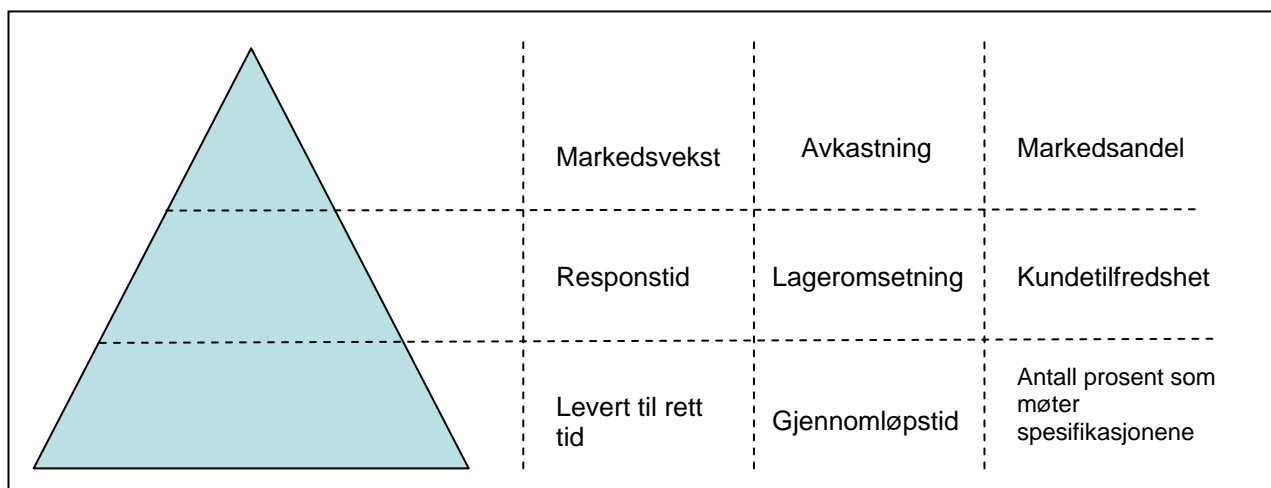 Markedsvekst
Avkastning
Markedsandel
Responstid
Lageromsetning
Kundetilfredshet
Levert til rett
tid
Gjennomløpstid
Antall prosent som
møter
spesifikasjonene